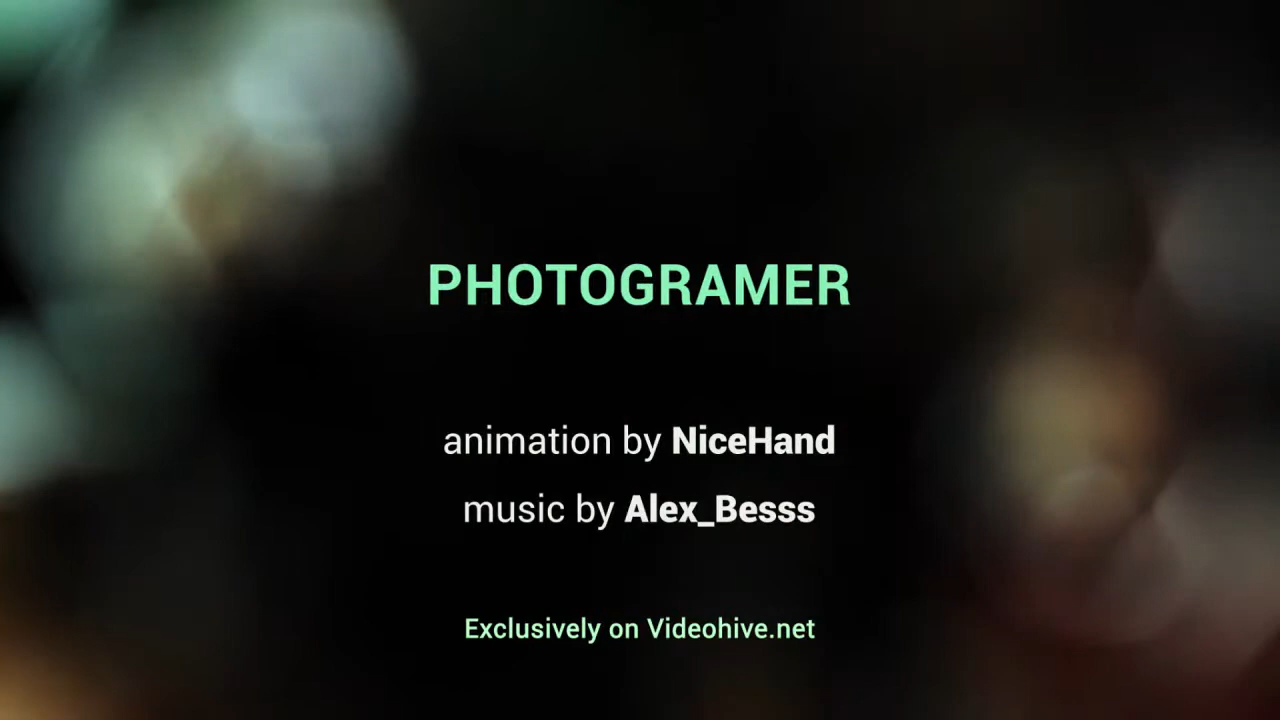 PHOTOGRAMER
animation by NiceHand
music by Alex_Besss
Exclusively on Videohive.net